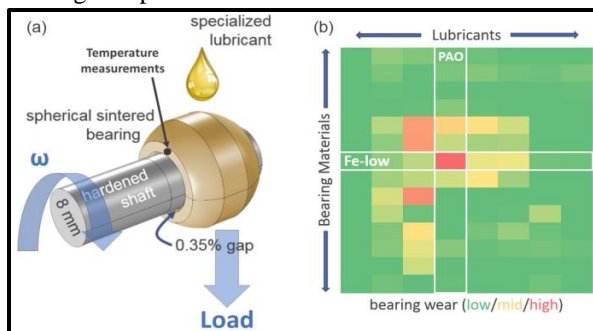 (a)
specialized
lubricant
Temperature
measurements
spherical sintered
bearing
ω
hardened
shaft
8 mm
0.35% gap
Load
(b)
Lubricants
PAO
Bearing Materials
Fe-low
bearing wear (low/mid/high)